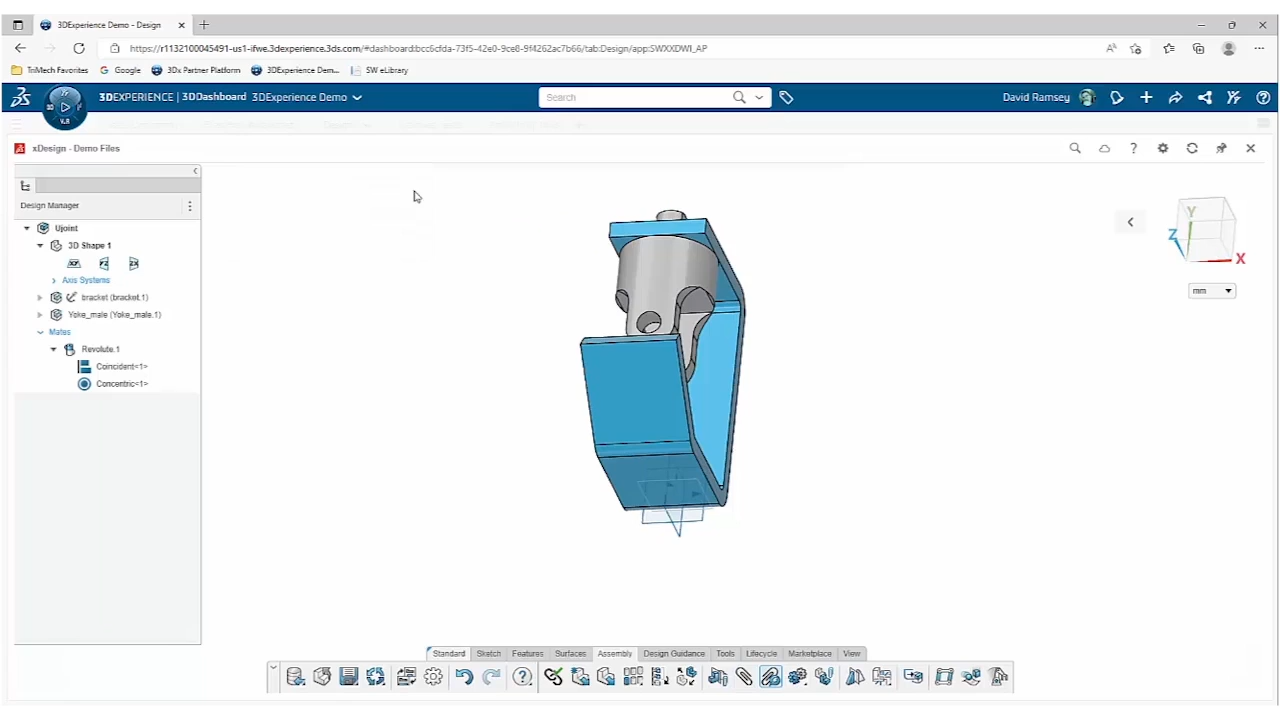 3DExperience Demo - Design
https://r1132100045491-us1-ifwe.3dexperience.3ds.com/#dashboard:bcc6cfda-73f5-42e0-9ce8-9f4262ac7b66/tab:Design/app:SWXXDWI_AP
TriMech Favorites Google 3Dx Partner Platform 3DExperience Dem... SW eLibrary
3DEXPERIENCE | 3DDashboard 3DExperience Demo Search David Ramsey
V.R
xDesign - Demo Files
Design Manager
Ujoint
3D Shape 1
Axis Systems
bracket (bracket.1)
Yoke_male (Yoke_male.1)
Mates
Revolute.1
Coincident<1>
Concentric<1>
Y
Z
X
mm
Standard Sketch Features Surfaces Assembly Design Guidance Tools Lifecycle Marketplace View